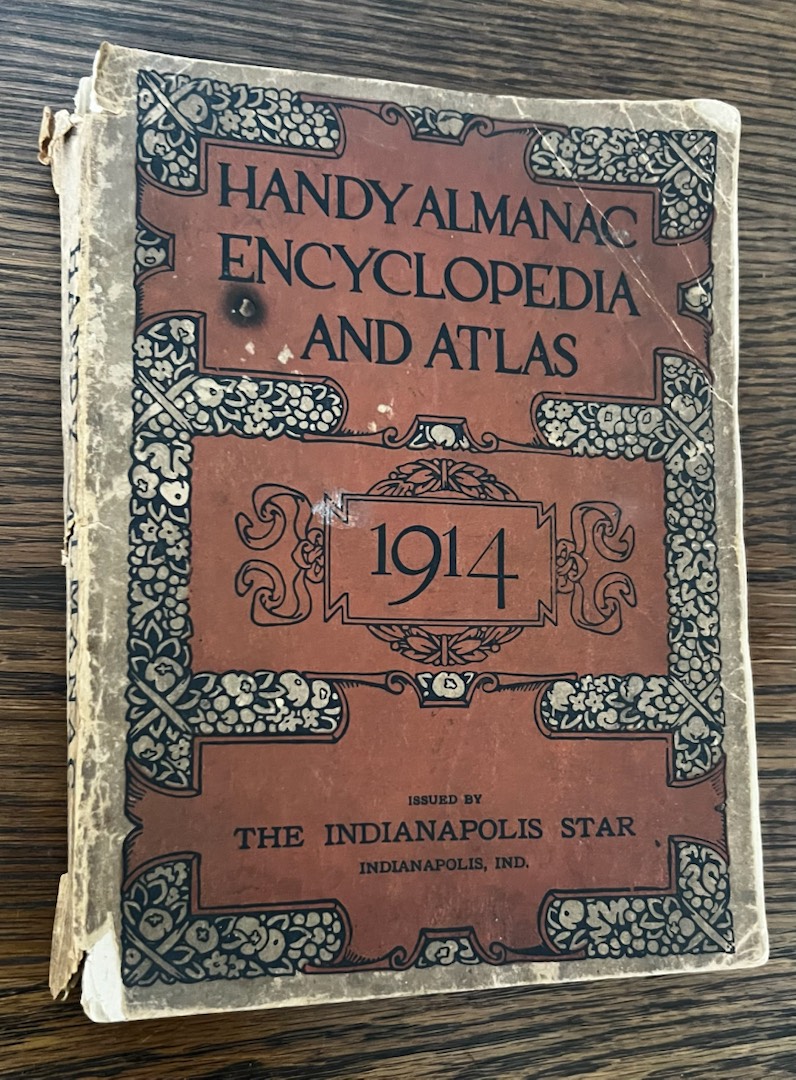 HANDY ALMANAC
ENCYCLOPEDIA
AND ATLAS
1914
ISSUED BY
THE INDIANAPOLIS STAR
INDIANAPOLIS, IND.
HANDY ALMANAC